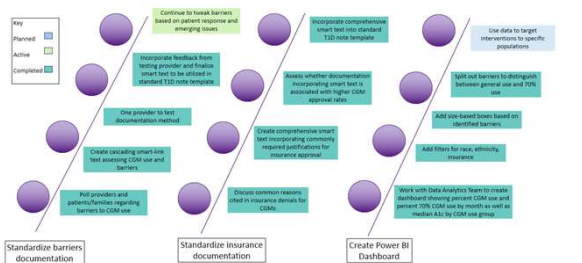 Key
Planned
Active
Completed
Continue to tweak barriers
based on patient response and
emerging issues
Incorporate feedback from
testing provider and finalize
smart text to be utilized in
standard T1D note template
One provider to test
documentation method
Create cascading smart-link
text assessing CGM use and
barriers
Poll providers and
patients/families regarding
barriers to CGM use
Standardize barriers
documentation
Incorporate comprehensive
smart text into standard
T1D note template
Assess whether documentation
incorporating smart text is
associated with higher CGM
approval rates
Create comprehensive smart
text incorporating commonly
required justifications for
insurance approval
Discuss common reasons
cited in insurance denials for
CGMs
Standardize insurance
documentation
Use data to target
interventions to specific
populations
Split out barriers to distinguish
between general use and 70%
use
Add size-based boxes based on
identified barriers
Add filters for race, ethnicity,
insurance
Work with Data Analytics Team to create
dashboard showing percent CGM use and
percent 70% CGM use by month as well as
median A1c by CGM use group
Create Power BI
Dashboard